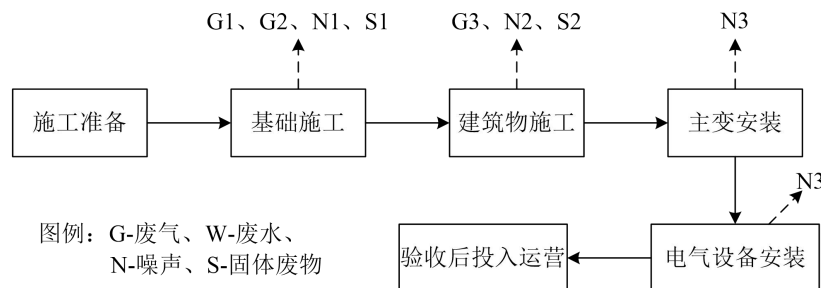 G1、G2、N1、S1
G3、N2、S2
N3
施工准备
基础施工
建筑物施工
主变安装
N3
图例：G-废气、W-废水、
N-噪声、S-固体废物
验收后投入运营
电气设备安装